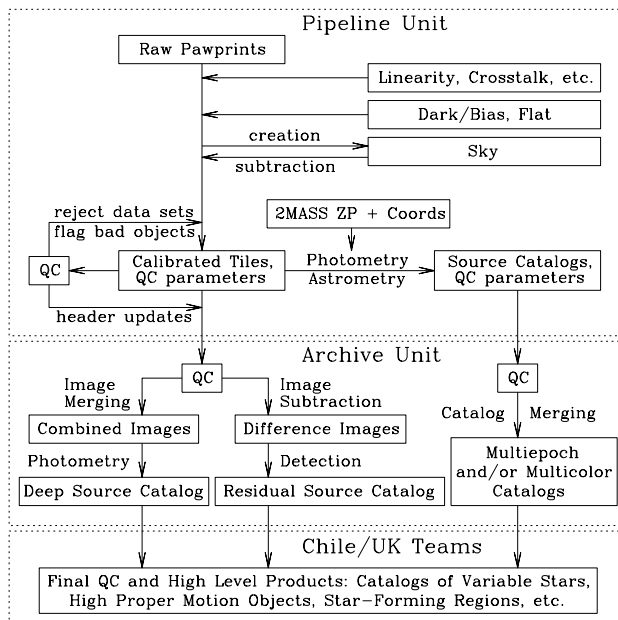 Pipeline Unit
Raw Pawprints
Linearity, Crosstalk, etc.
Dark/Bias, Flat
creation
Sky
subtraction
reject data sets
flag bad objects
2MASS ZP + Coords
QC
Calibrated Tiles,
QC parameters
Photometry
Astrometry
Source Catalogs,
QC parameters
header updates
Archive Unit
QC
QC
Image
Merging
Image
Subtraction
Catalog
Merging
Combined Images
Difference Images
Multiepoch
and/or Multicolor
Catalogs
Photometry
Detection
Deep Source Catalog
Residual Source Catalog
Chile/UK Teams
Final QC and High Level Products: Catalogs of Variable Stars,
High Proper Motion Objects, Star-Forming Regions, etc.